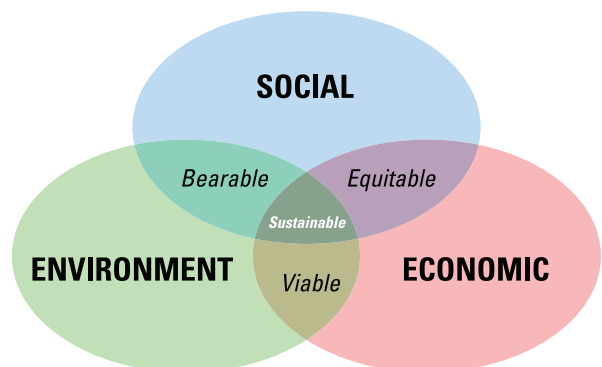 SOCIAL
Bearable
Equitable
Sustainable
ENVIRONMENT
ECONOMIC
Viable